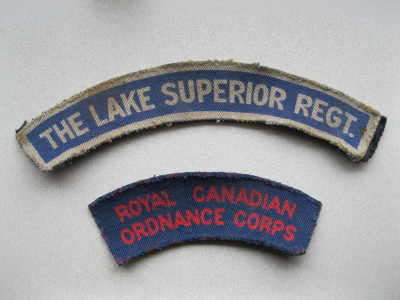 THE LAKE SUPERIOR REGT.
ROYAL CANADIAN
ORDNANCE CORPS